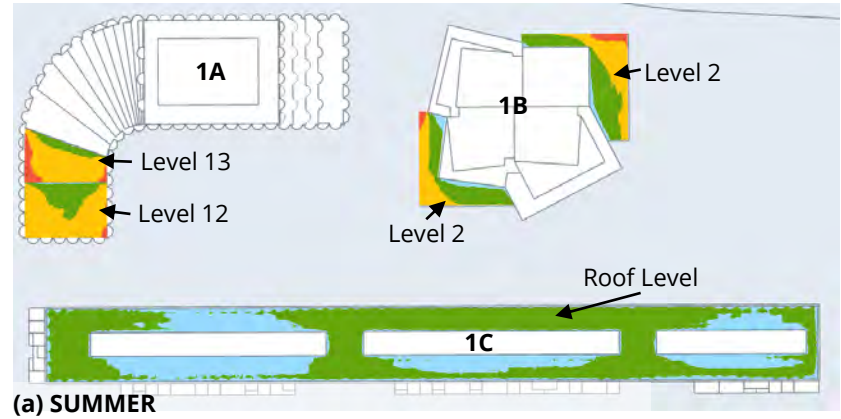 1A
1B
Level 2
Level 13
Level 12
Level 2
Roof Level
1C
(a) SUMMER